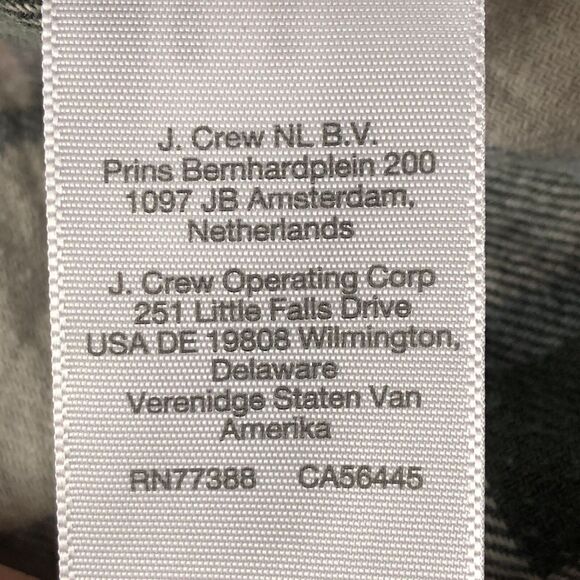 J. Crew NL B.V.
Prins Bernhardplein 200
1097 JB Amsterdam,
Netherlands
J. Crew Operating Corp
251 Little Falls Drive
USA DE 19808 Wilmington,
Delaware
Verenidge Staten Van
Amerika
RN77388 CA56445